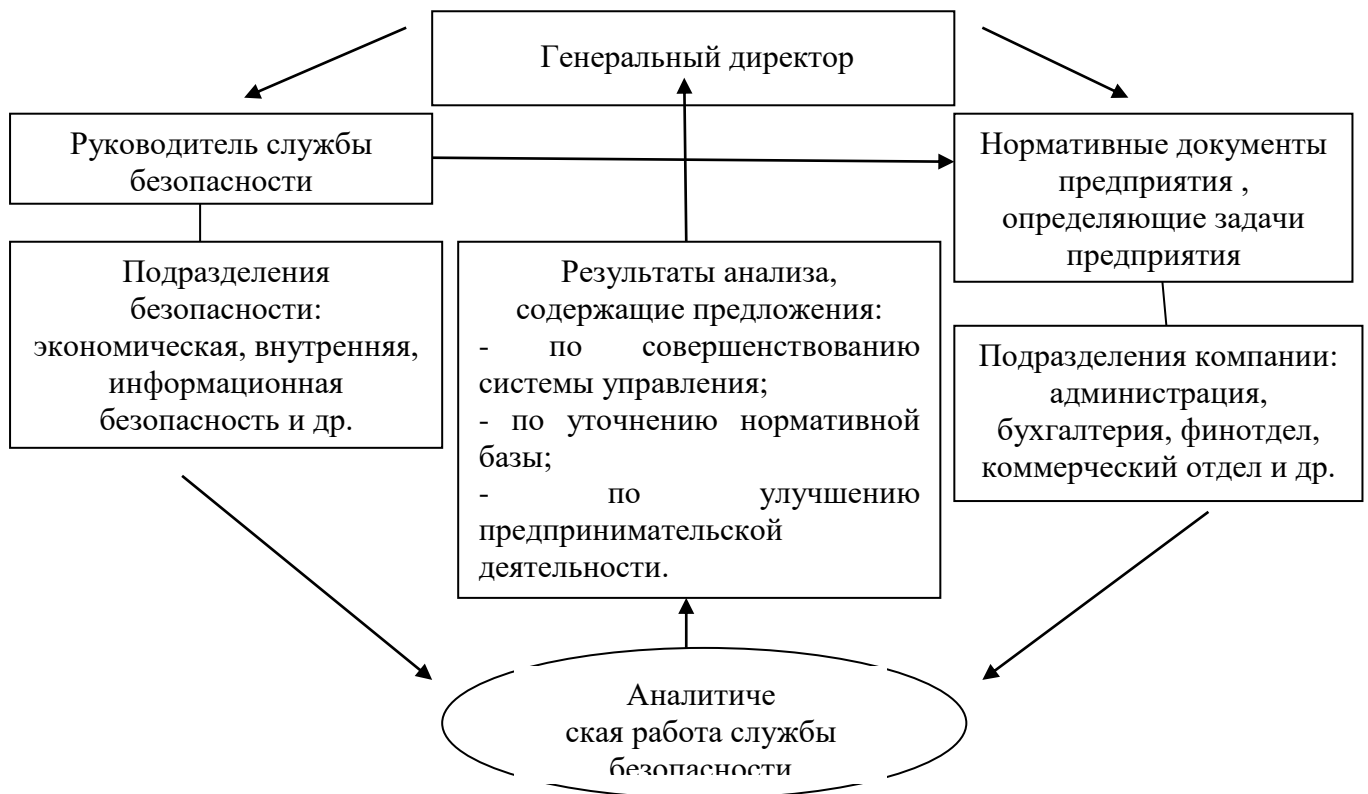 Генеральный директор
Руководитель службы
безопасности
Нормативные документы
предприятия ,
определяющие задачи
предприятия
Подразделения
безопасности:
экономическая, внутренняя,
информационная
безопасность и др.
Результаты анализа,
содержащие предложения:
- по совершенствованию
системы управления;
- по уточнению нормативной
базы;
- по улучшению
предпринимательской
деятельности.
Подразделения компании:
администрация,
бухгалтерия, финотдел,
коммерческий отдел и др.
Аналитиче
ская работа службы
безопасности